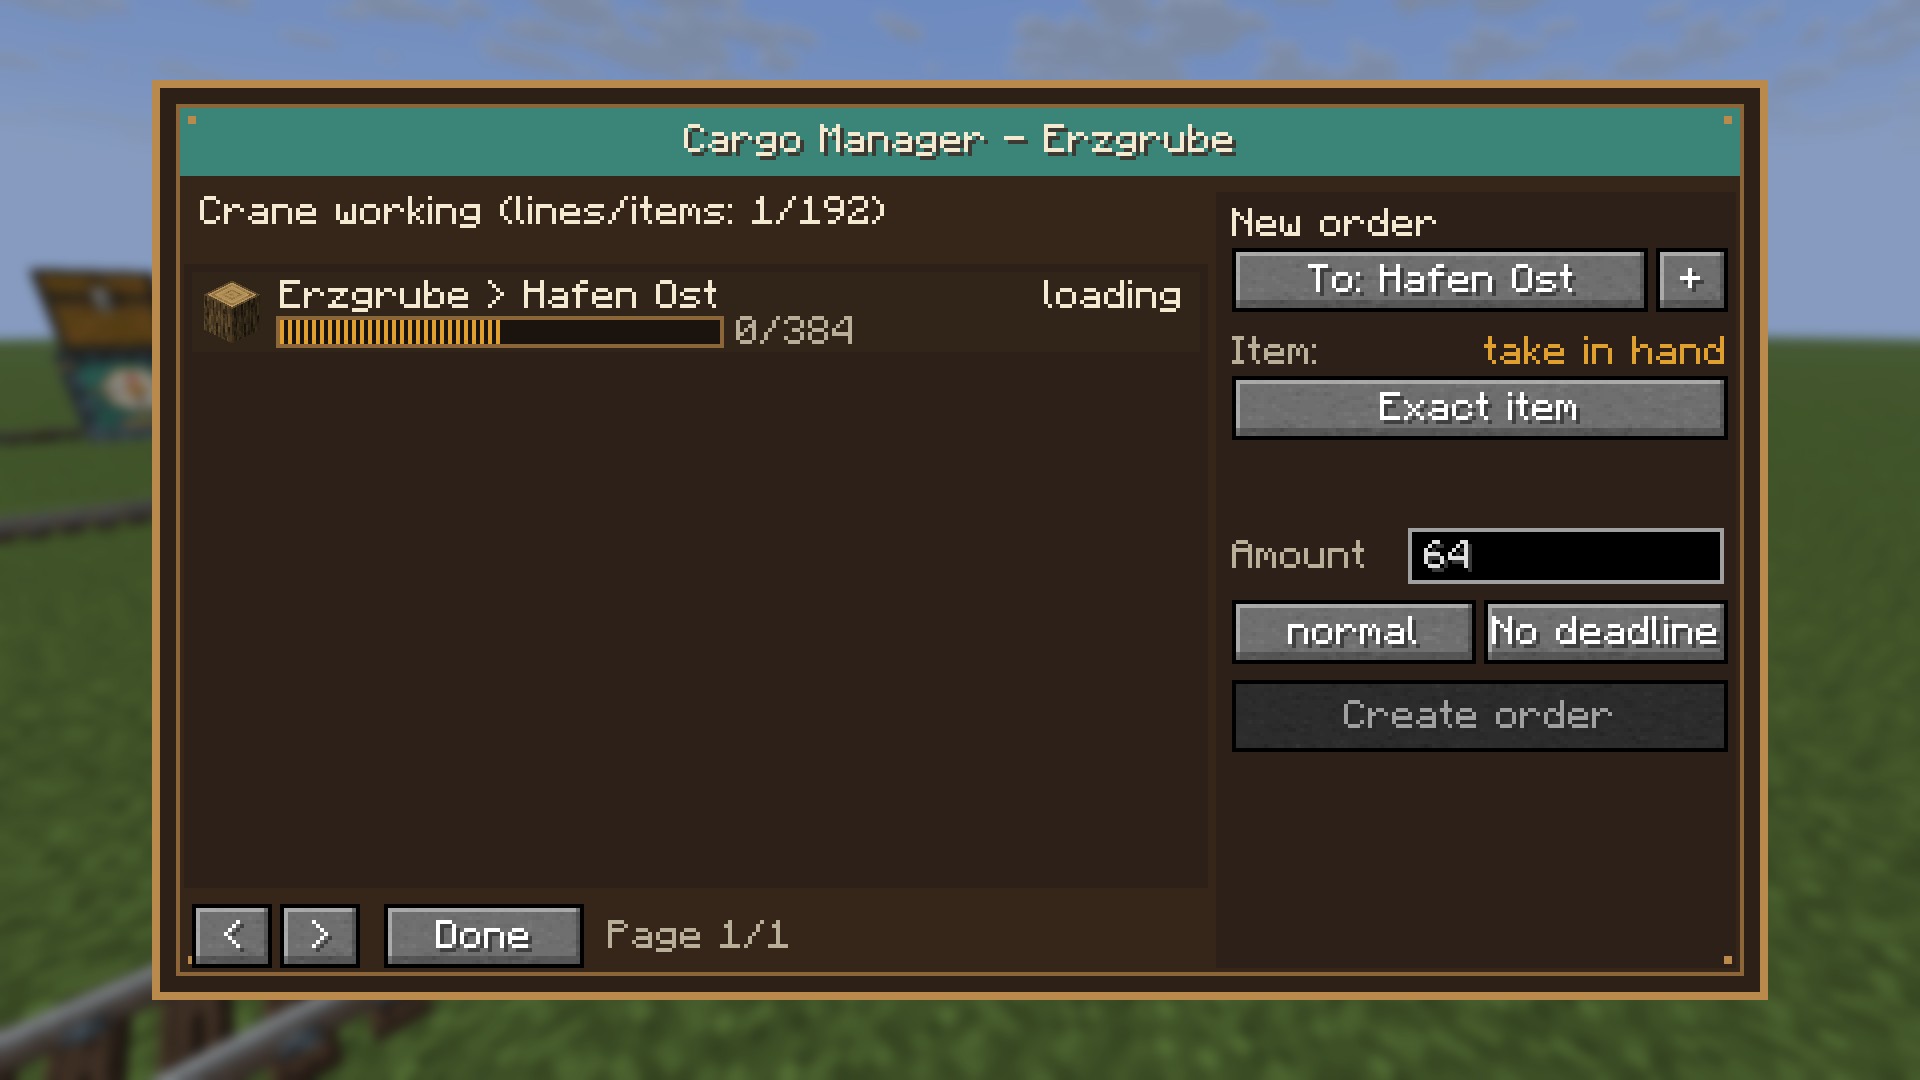 Cargo Manager - Erzgrube
Crane working (lines/items: 1/192)
Erzgrube > Hafen Ost
loading
0/384
< > Done Page 1/1
New order
To: Hafen Ost +
Item: take in hand
Exact item
Amount 64
normal No deadline
Create order